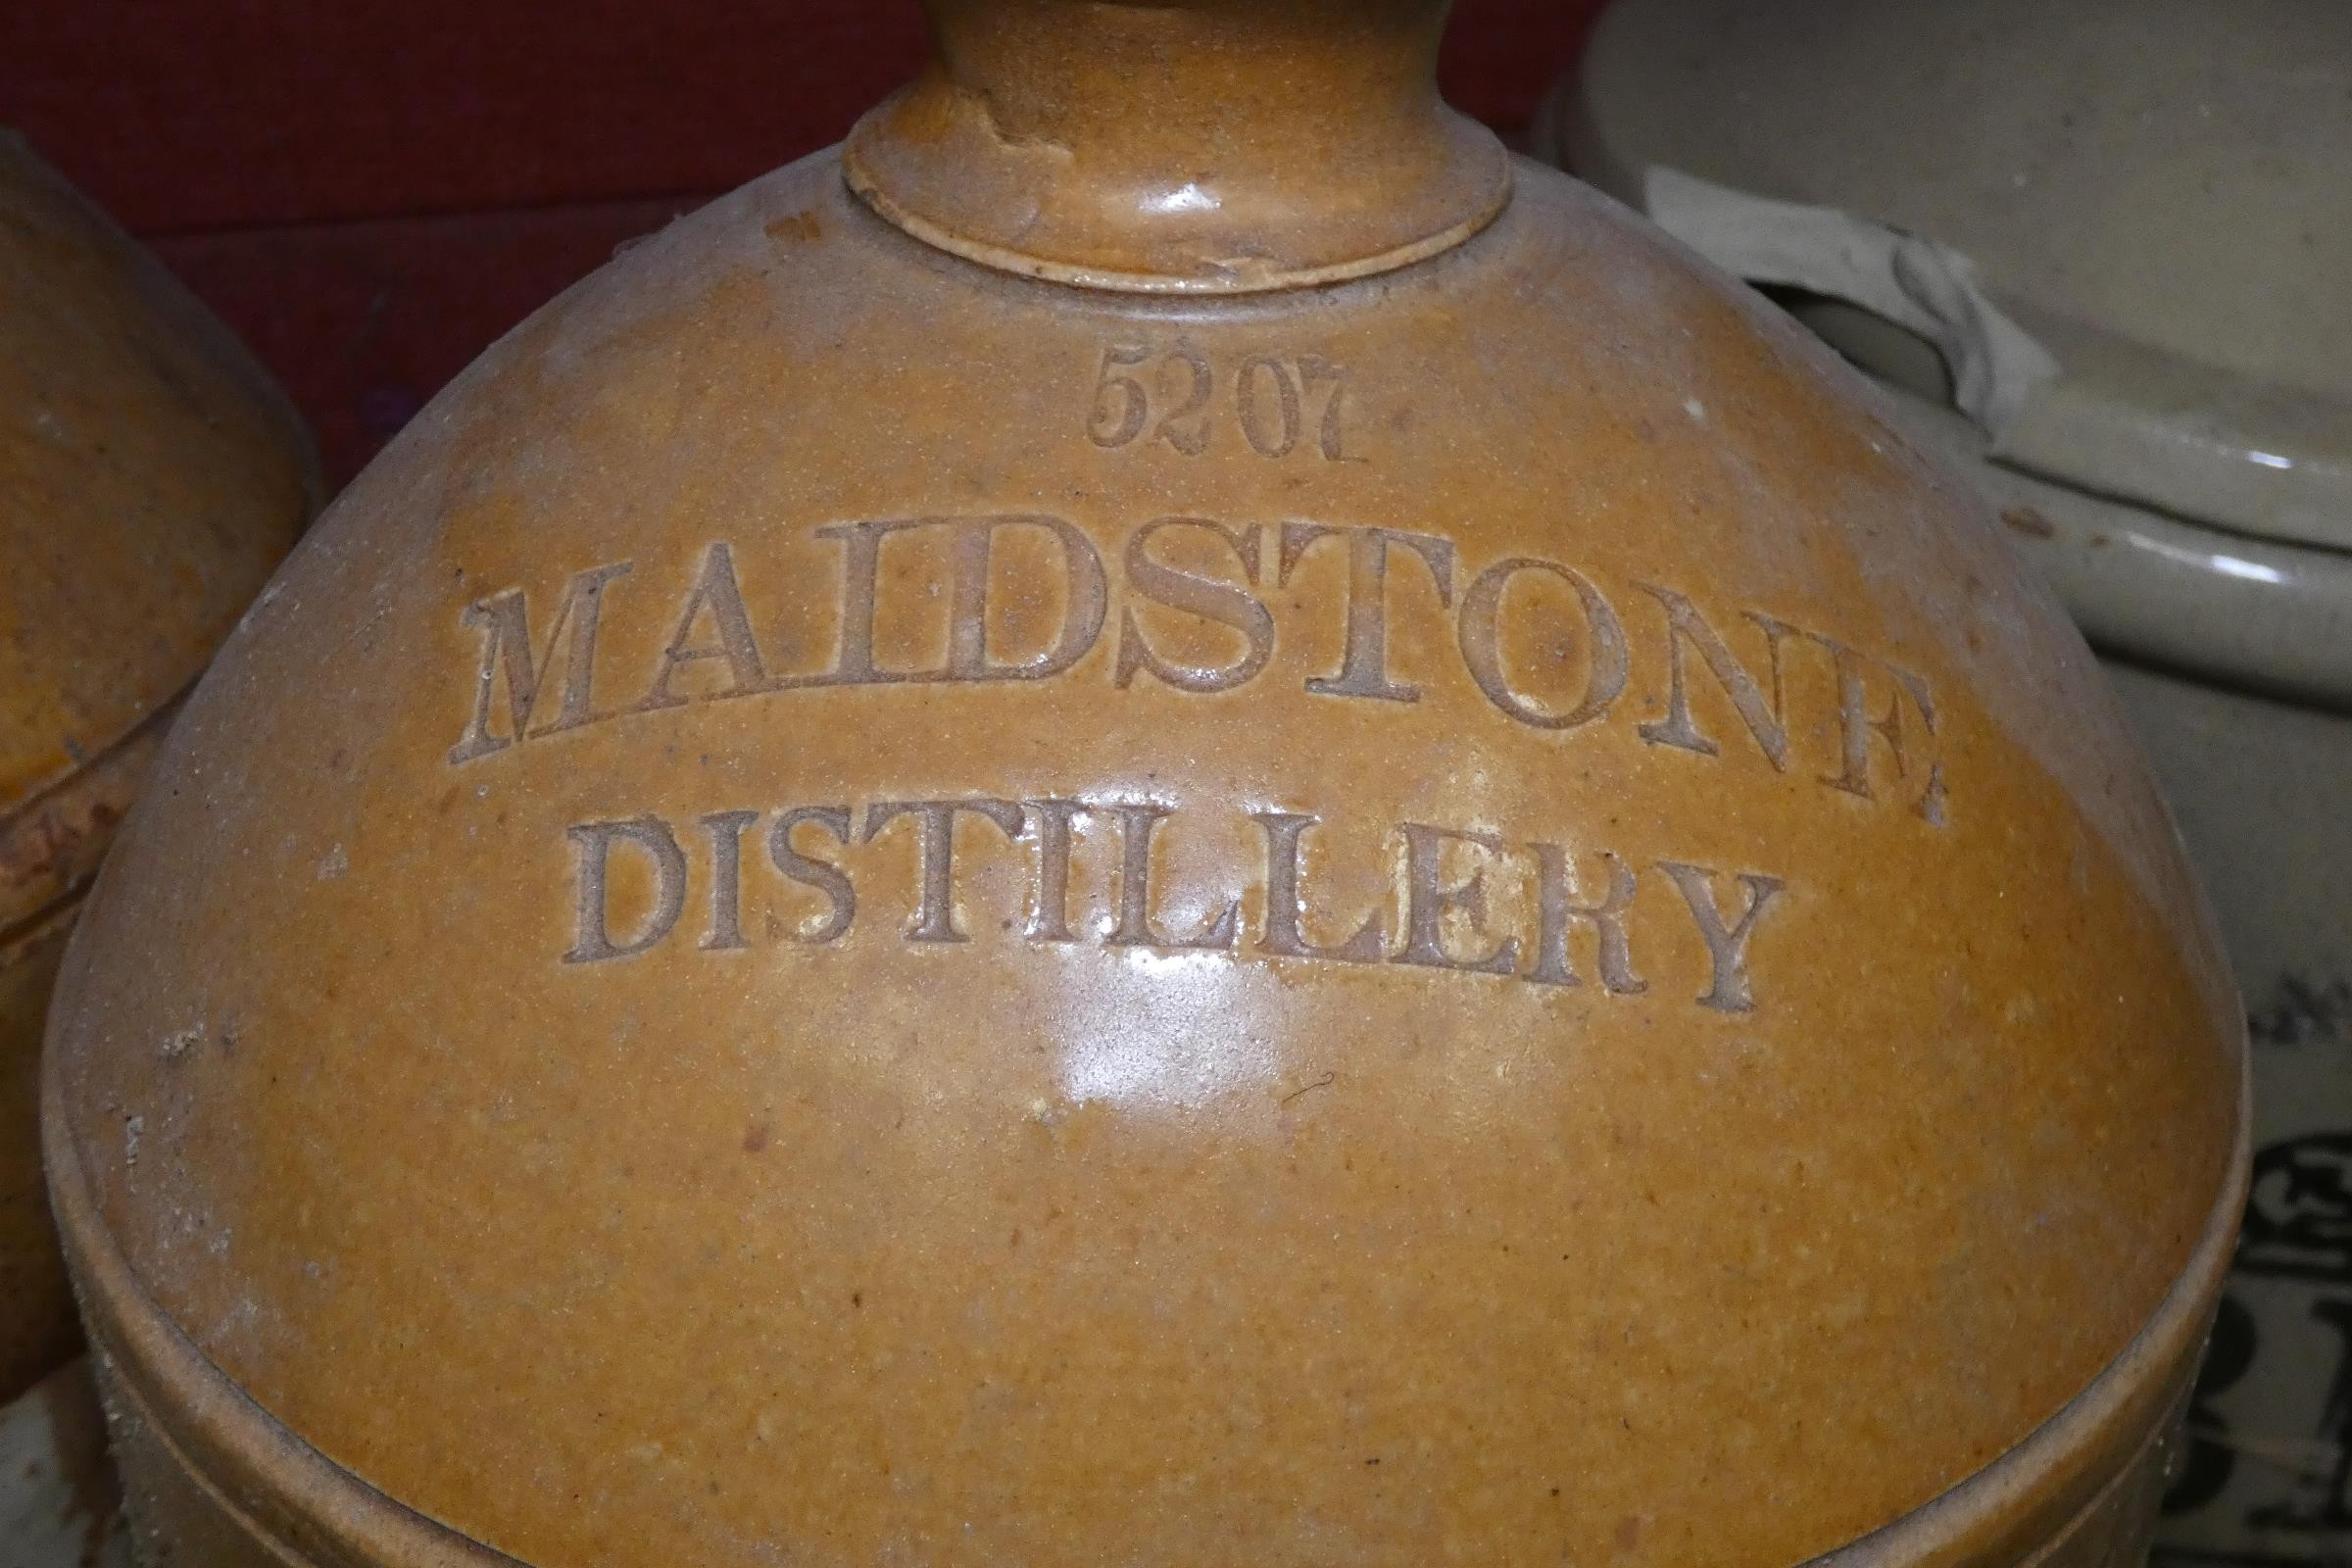 5207
MAIDSTONE,
DISTILLERY